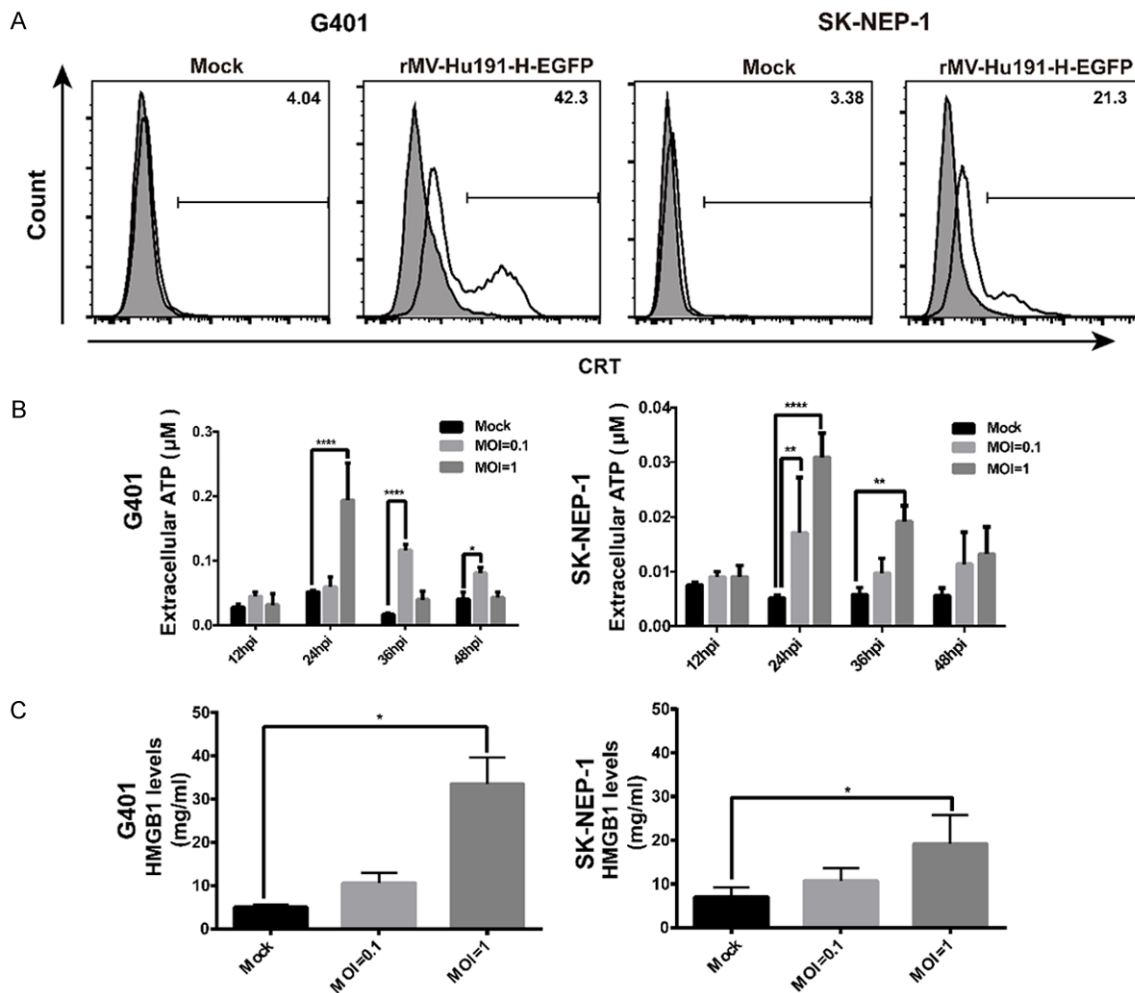 A
G401
SK-NEP-1
Mock
rMV-Hu191-H-EGFP
Mock
rMV-Hu191-H-EGFP
4.04
42.3
3.38
21.3
Count
CRT
B
G401
Extracellular ATP ( µM )
0.3
0.2
0.1
0.0
Mock
MOI=0.1
MOI=1
****
****
*
12hpi
24hpi
36hpi
48hpi
SK-NEP-1
Extracellular ATP ( µM )
0.04
0.03
0.02
0.01
0.00
Mock
MOI=0.1
MOI=1
****
**
**
12hpi
24hpi
36hpi
48hpi
C
G401
HMGB1 levels
(mg/ml)
50
40
30
20
10
0
*
Mock
MOI=0.1
MOI=1
SK-NEP-1
HMGB1 levels
(mg/ml)
50
40
30
20
10
0
*
Mock
MOI=0.1
MOI=1